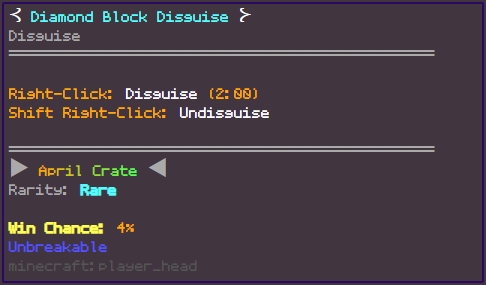 ≺ Diamond Block Disguise ≻
Disguise
Right-Click: Disguise (2:00)
Shift Right-Click: Undisguise
▶ April Crate ◀
Rarity: Rare
Win Chance: 4%
Unbreakable
minecraft:player_head